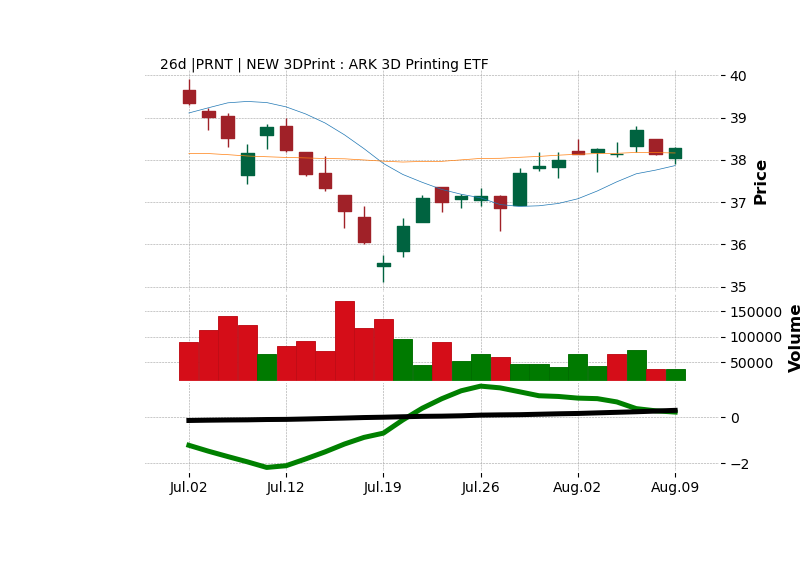 26d |PRNT | NEW 3DPrint : ARK 3D Printing ETF
40
39
38
37
36
35
Price
150000
100000
50000
Volume
0
−2
Jul.02 Jul.12 Jul.19 Jul.26 Aug.02 Aug.09